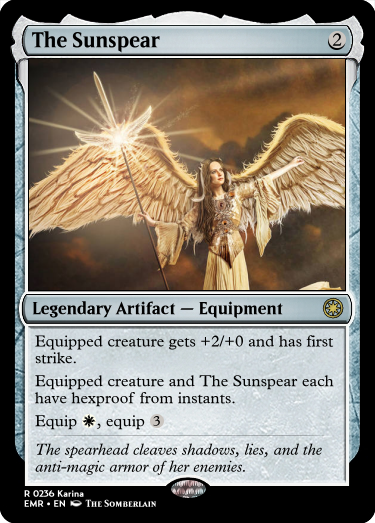 The Sunspear 2
Legendary Artifact — Equipment
Equipped creature gets +2/+0 and has first
strike.
Equipped creature and The Sunspear each
have hexproof from instants.
Equip , equip 3
The spearhead cleaves shadows, lies, and the
anti-magic armor of her enemies.
R 0236 Karina
EMR • EN The Somberlain